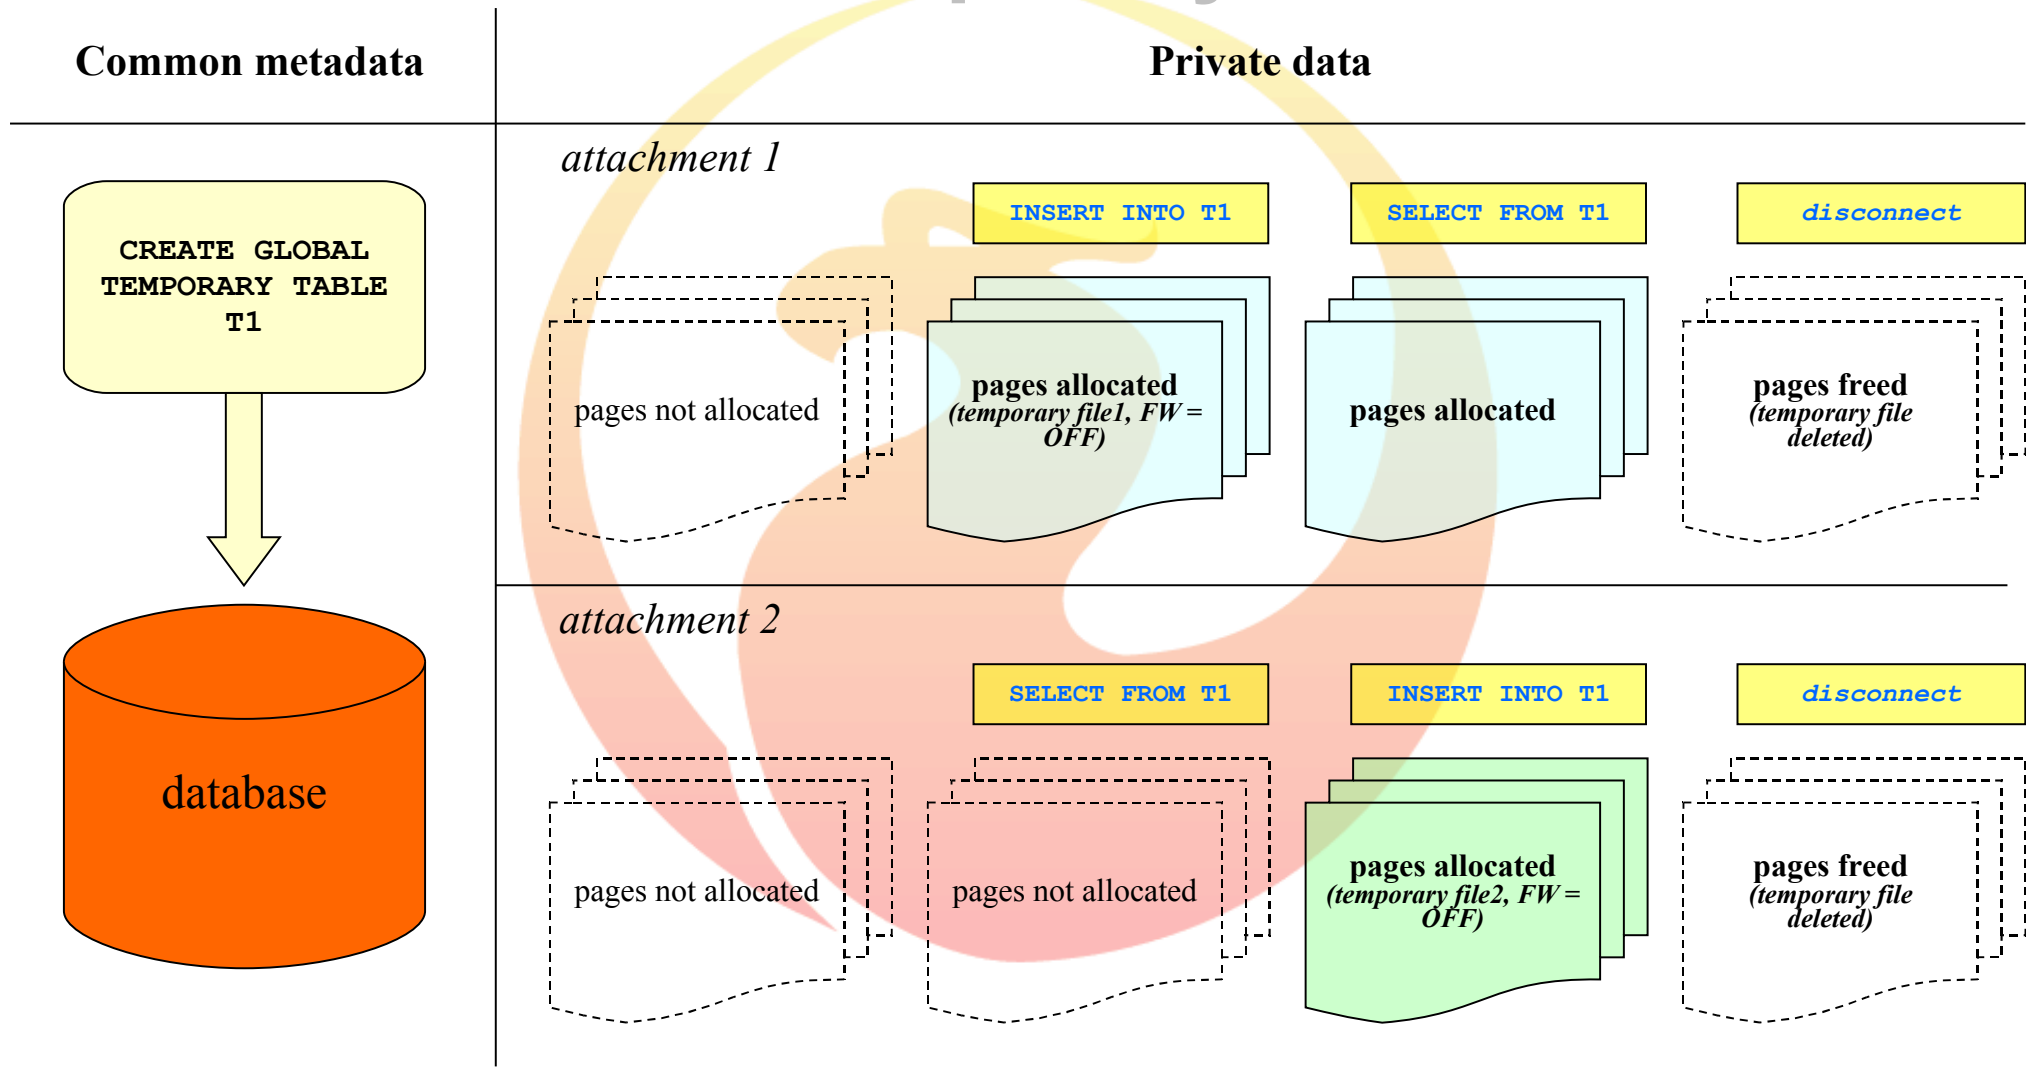 Common metadata
Private data
CREATE GLOBAL
TEMPORARY TABLE
T1
database
attachment 1
INSERT INTO T1
SELECT FROM T1
disconnect
pages not allocated
pages allocated
(temporary file1, FW =
OFF)
pages allocated
pages freed
(temporary file
deleted)
attachment 2
SELECT FROM T1
INSERT INTO T1
disconnect
pages not allocated
pages not allocated
pages allocated
(temporary file2, FW =
OFF)
pages freed
(temporary file
deleted)